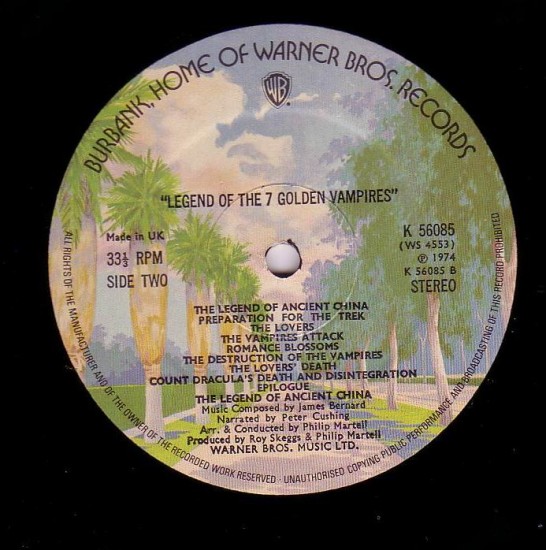 BURBANK, HOME OF WARNER BROS. RECORDS
WB
"LEGEND OF THE 7 GOLDEN VAMPIRES"
Made in UK
33⅓ RPM
SIDE TWO
K 56085
(WS 4553)
℗ 1974
K 56085 B
STEREO
THE LEGEND OF ANCIENT CHINA
PREPARATION FOR THE TREK
THE LOVERS
THE VAMPIRES ATTACK
ROMANCE BLOSSOMS
THE DESTRUCTION OF THE VAMPIRES
THE LOVERS' DEATH
COUNT DRACULA'S DEATH AND DISINTEGRATION
EPILOGUE
THE LEGEND OF ANCIENT CHINA
Music Composed by James Bernard
Narrated by Peter Cushing
Arr. & Conducted by Philip Martell
Produced by Roy Skeggs & Philip Martell
WARNER BROS. MUSIC LTD.
ALL RIGHTS OF THE MANUFACTURER AND OF THE OWNER OF THE RECORDED WORK RESERVED · UNAUTHORISED COPYING PUBLIC PERFORMANCE AND BROADCASTING OF THIS RECORD PROHIBITED